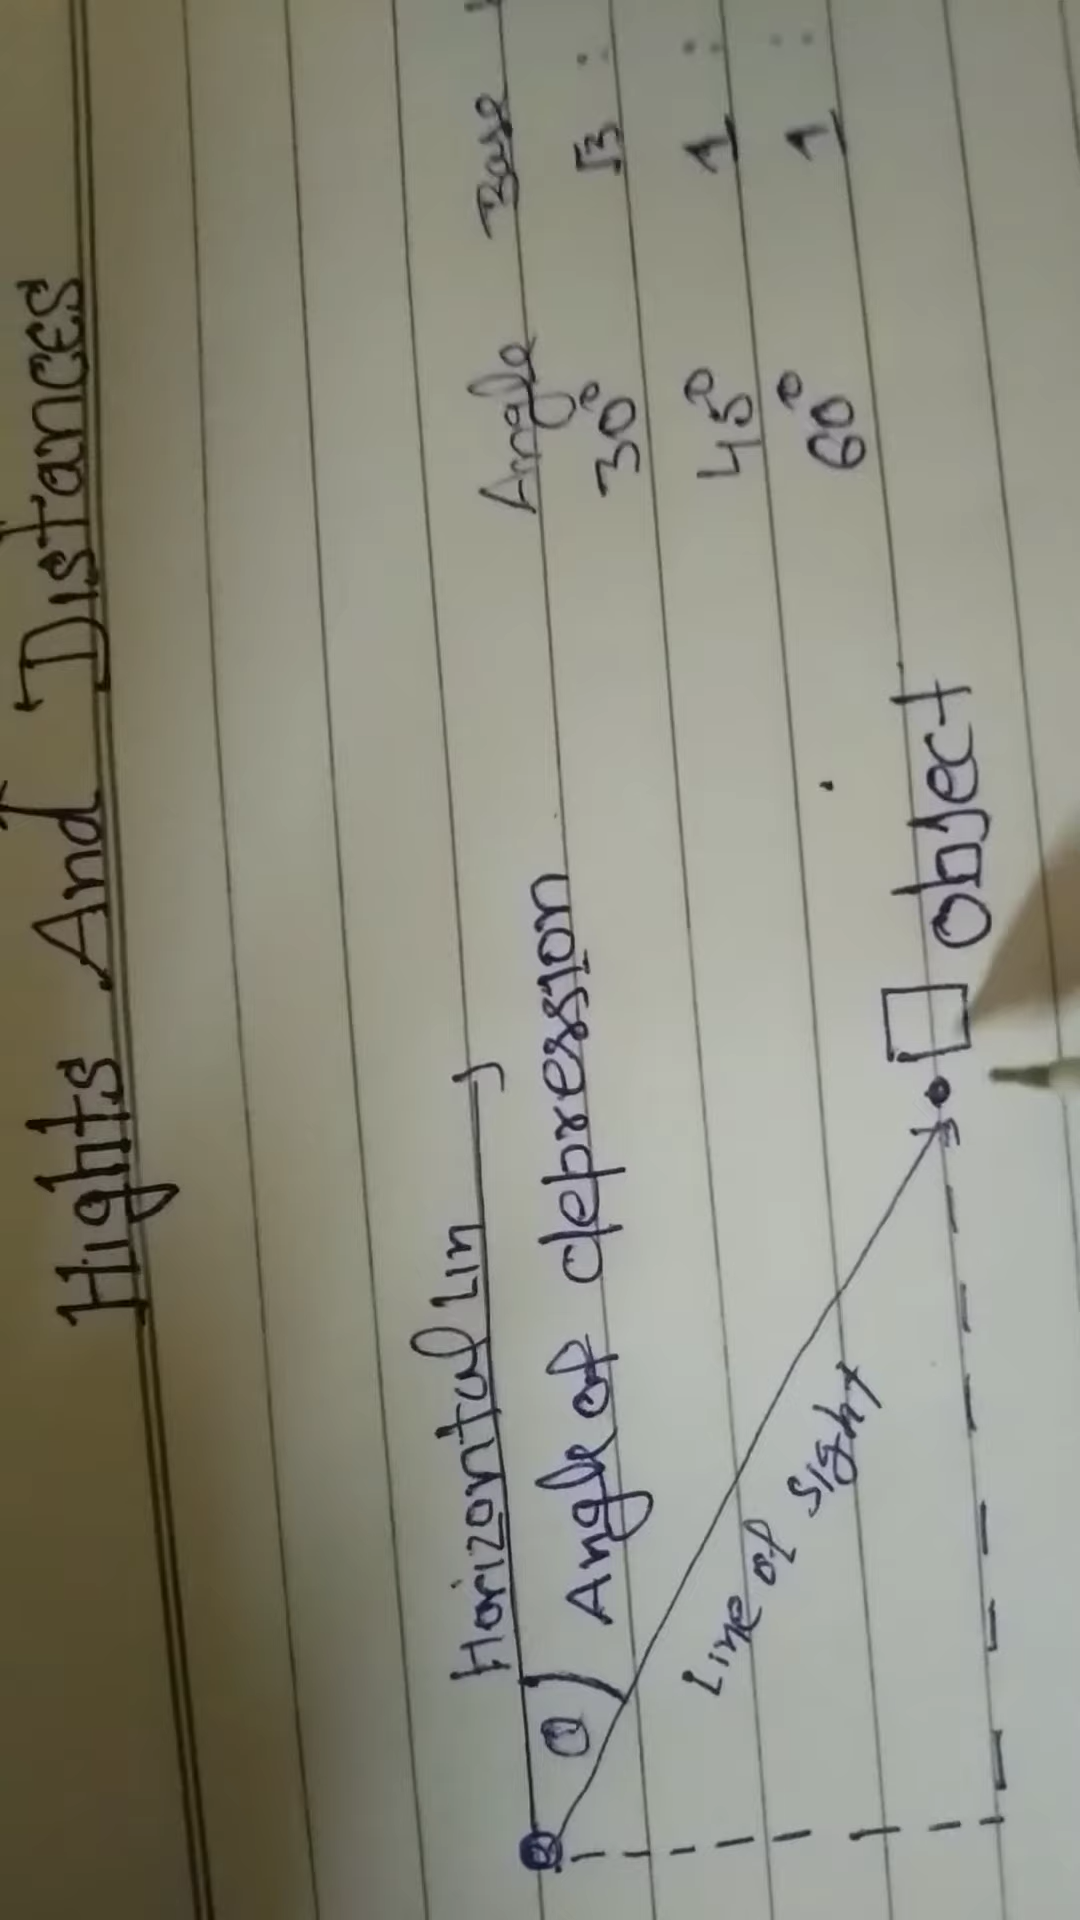 Hights And Distances
Horizontal Lin
Angle Base
θ
Angle of depression
30° √3 :
45° 1 :
60° 1 :
Line of sight
object